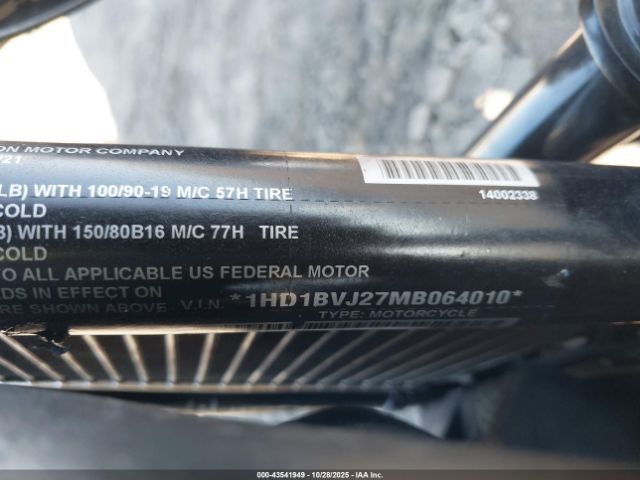 ON MOTOR COMPANY
/21
LB) WITH 100/90-19 M/C 57H TIRE
COLD
B) WITH 150/80B16 M/C 77H TIRE
COLD
TO ALL APPLICABLE US FEDERAL MOTOR
DS IN EFFECT ON
RE SHOWN ABOVE V.I.N. *1HD1BVJ27MB064010*
TYPE: MOTORCYCLE
14002338
000-43541949 - 10/28/2025 - IAA Inc.